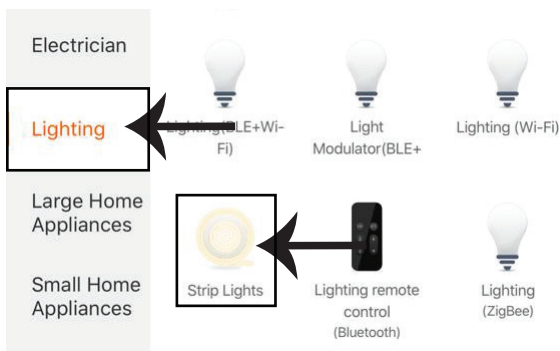 Electrician
Lighting
Large Home
Appliances
Small Home
Appliances
Lighting(BLE+Wi-
Fi)
Light
Modulator(BLE+
Lighting (Wi-Fi)
Strip Lights
Lighting remote
control
(Bluetooth)
Lighting
(ZigBee)